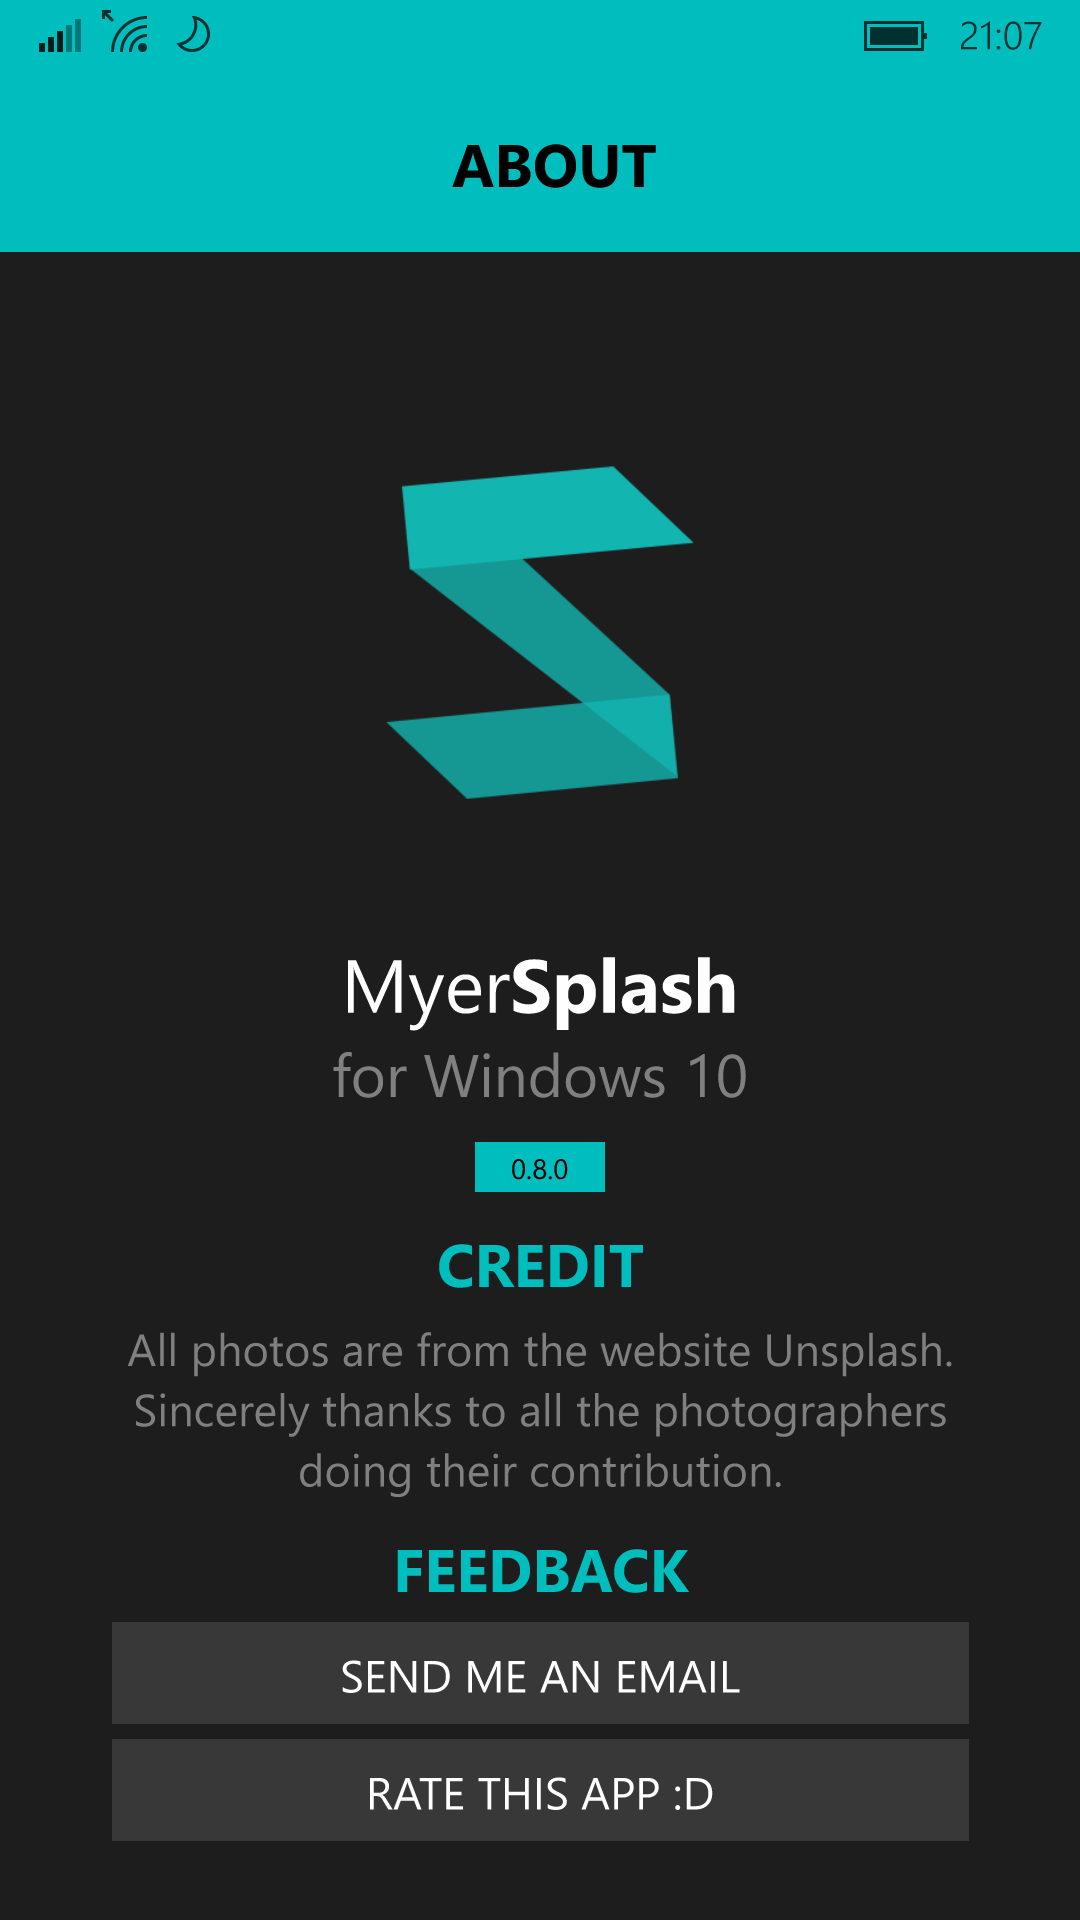 21:07
ABOUT
MyerSplash
for Windows 10
0.8.0
CREDIT
All photos are from the website Unsplash.
Sincerely thanks to all the photographers
doing their contribution.
FEEDBACK
SEND ME AN EMAIL
RATE THIS APP :D